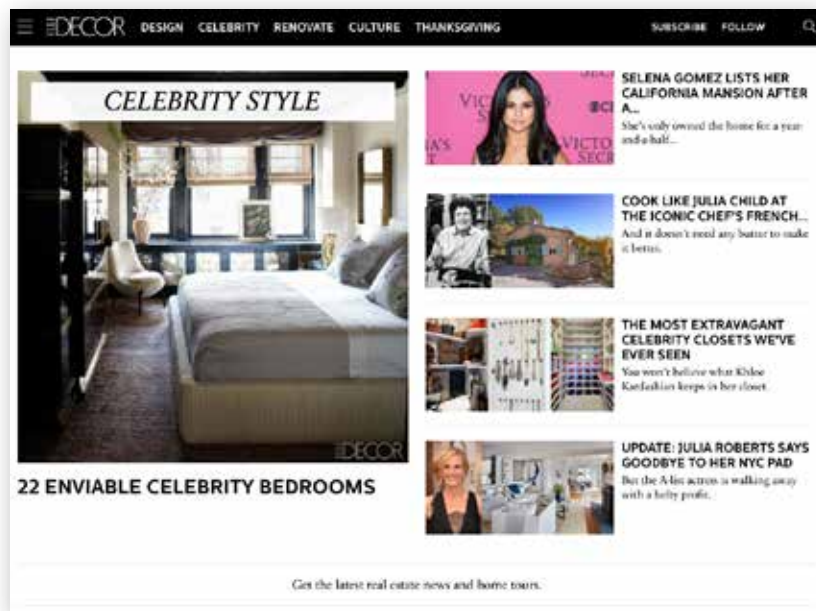 ELLE DECOR DESIGN CELEBRITY RENOVATE CULTURE THANKSGIVING SUBSCRIBE FOLLOW
CELEBRITY STYLE
ELLE DECOR
22 ENVIABLE CELEBRITY BEDROOMS
VICTO
SECR
SELENA GOMEZ LISTS HER
CALIFORNIA MANSION AFTER
A...
She's only owned the home for a year-
and-a-half...
COOK LIKE JULIA CHILD AT
THE ICONIC CHEF'S FRENCH...
And it doesn't need any butter to make
it better.
THE MOST EXTRAVAGANT
CELEBRITY CLOSETS WE'VE
EVER SEEN
You won't believe what Khloe
Kardashian keeps in her closet.
UPDATE: JULIA ROBERTS SAYS
GOODBYE TO HER NYC PAD
But the A-list actress is walking away
with a hefty profit.
Get the latest real estate news and home tours.